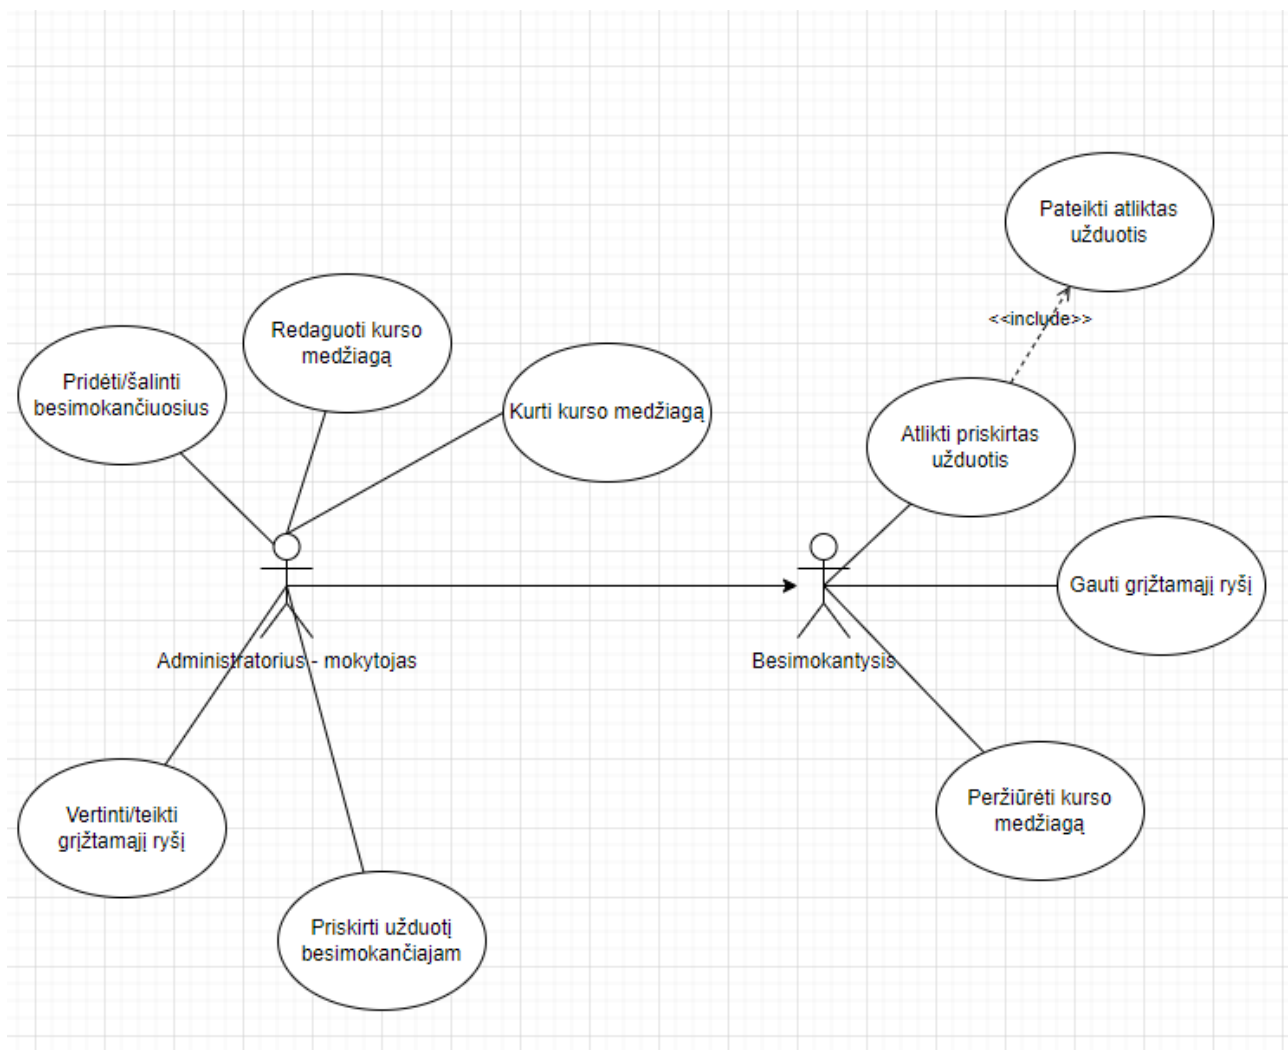 Pateikti atliktas
užduotis
<<include>>
Redaguoti kurso
medžiagą
Pridėti/šalinti
besimokančiuosius
Kurti kurso medžiagą
Atlikti priskirtas
užduotis
Gauti grįžtamąjį ryšį
Administratorius - mokytojas
Besimokantysis
Peržiūrėti kurso
medžiagą
Vertinti/teikti
grįžtamąjį ryšį
Priskirti užduotį
besimokančiajam